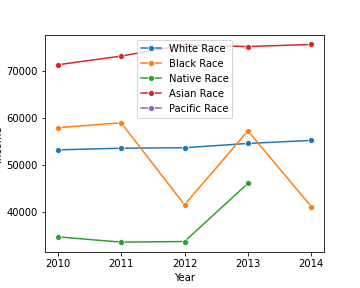 White Race
Black Race
Native Race
Asian Race
Pacific Race
70000
60000
50000
40000
2010
2011
2012
2013
2014
Year